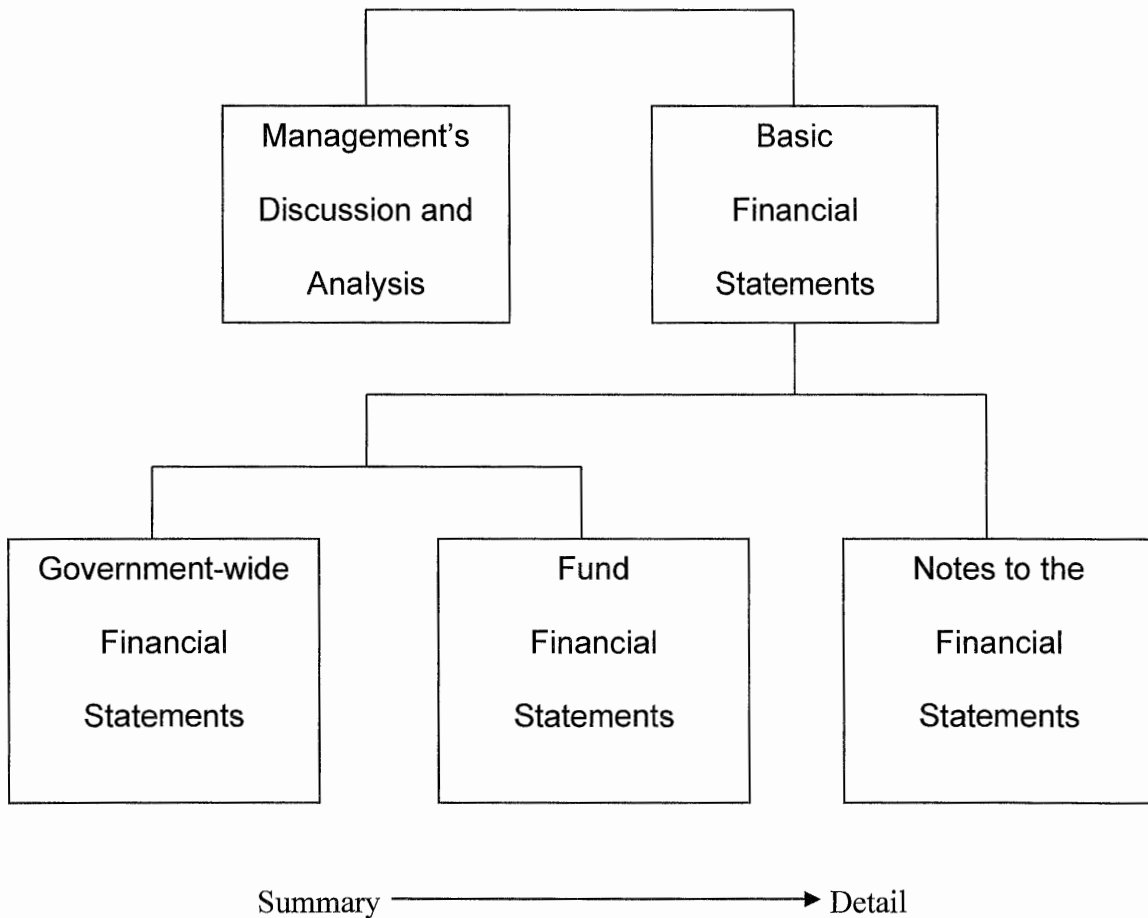 Management's
Discussion and
Analysis
Basic
Financial
Statements
Government-wide
Financial
Statements
Fund
Financial
Statements
Notes to the
Financial
Statements
Summary Detail